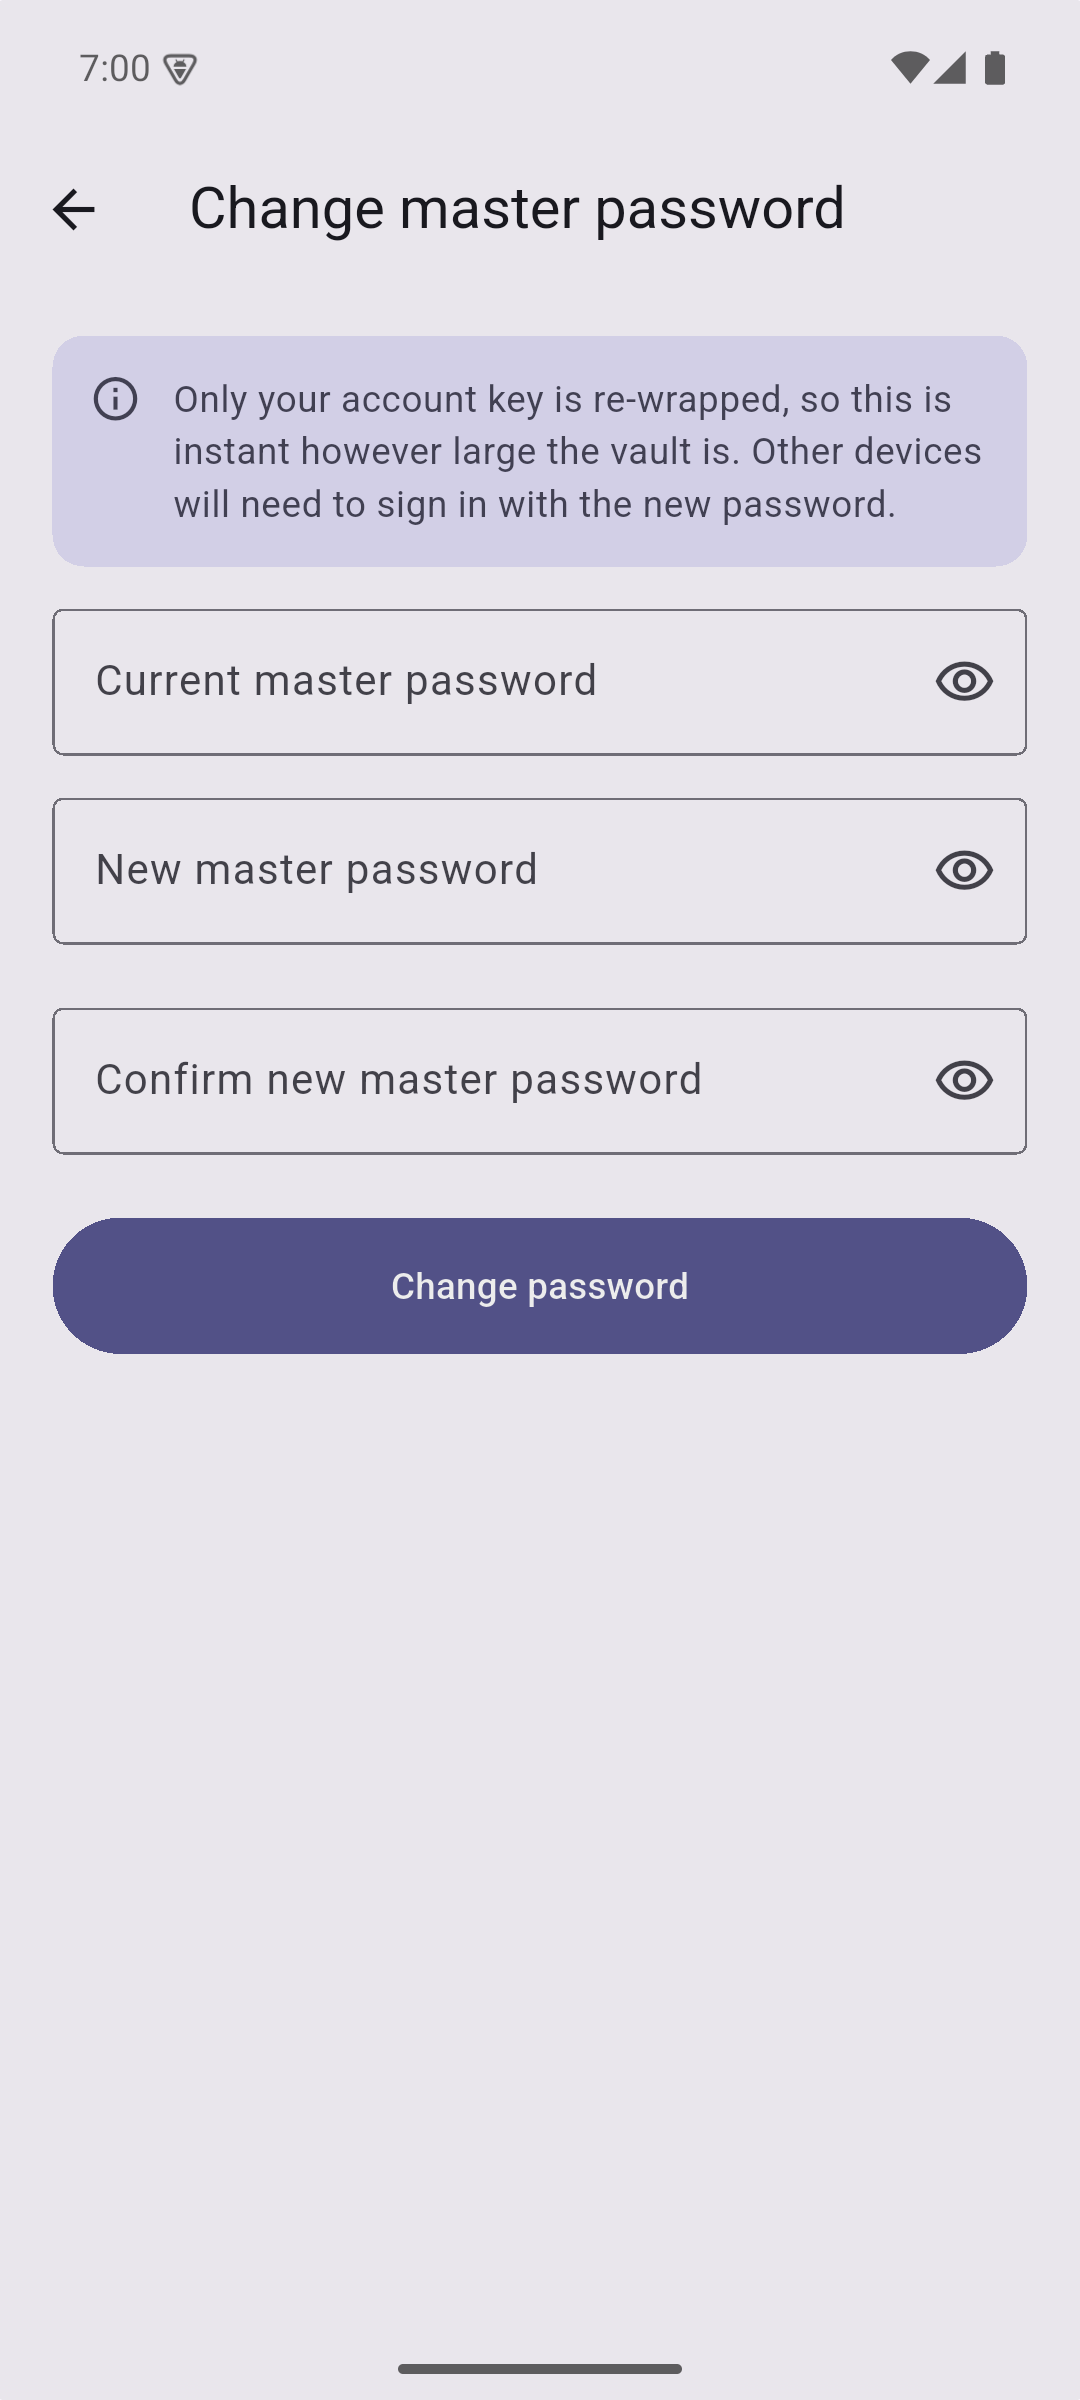 7:00
Change master password
Only your account key is re-wrapped, so this is
instant however large the vault is. Other devices
will need to sign in with the new password.
Current master password
New master password
Confirm new master password
Change password